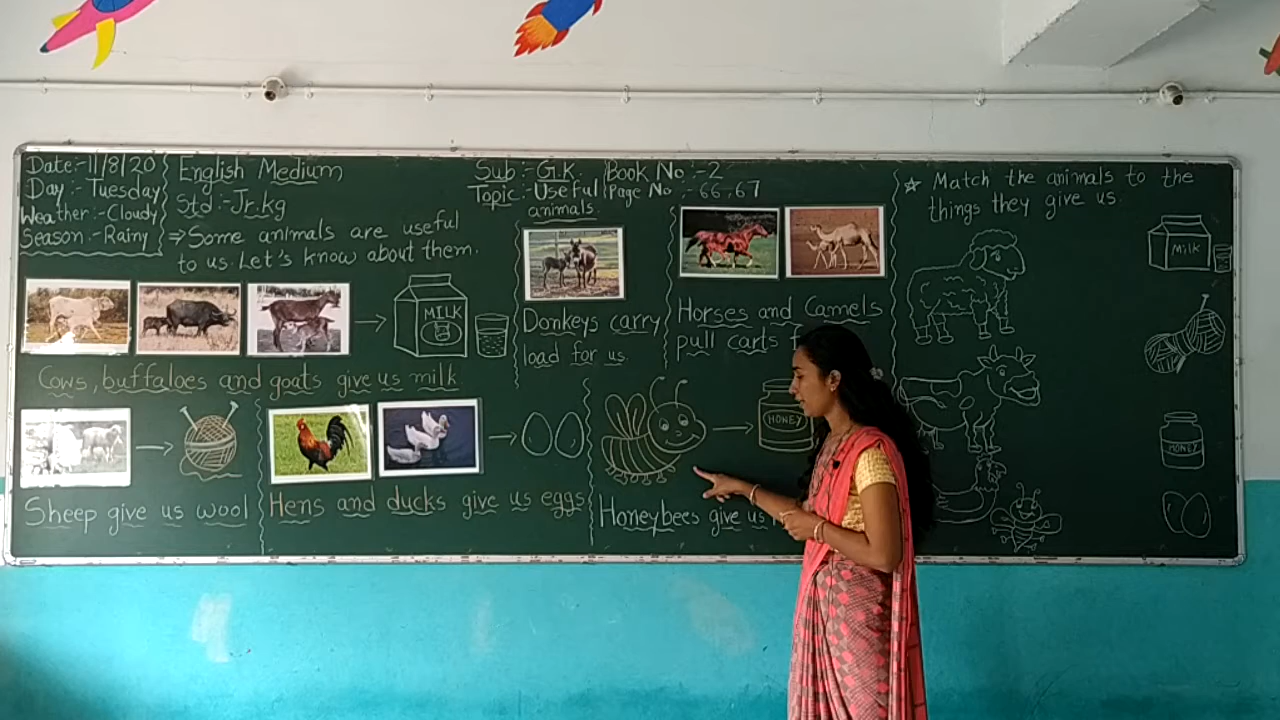 Date:-11/8/20
Day:-Tuesday
Weather:-Cloudy
Season:-Rainy
English Medium
Std:-Jr.kg
⇒Some animals are useful
to us. Let's know about them.
Sub:-G.K.
Topic:-Useful
animals.
Book No:-2
Page No:-66,67
MILK
Cows, buffaloes and goats give us milk
Sheep give us wool
Hens and ducks give us eggs
Donkeys carry
load for us.
Horses and Camels
pull carts
HONEY
Honeybees give us
☆ Match the animals to the
things they give us.
MILK
HONEY